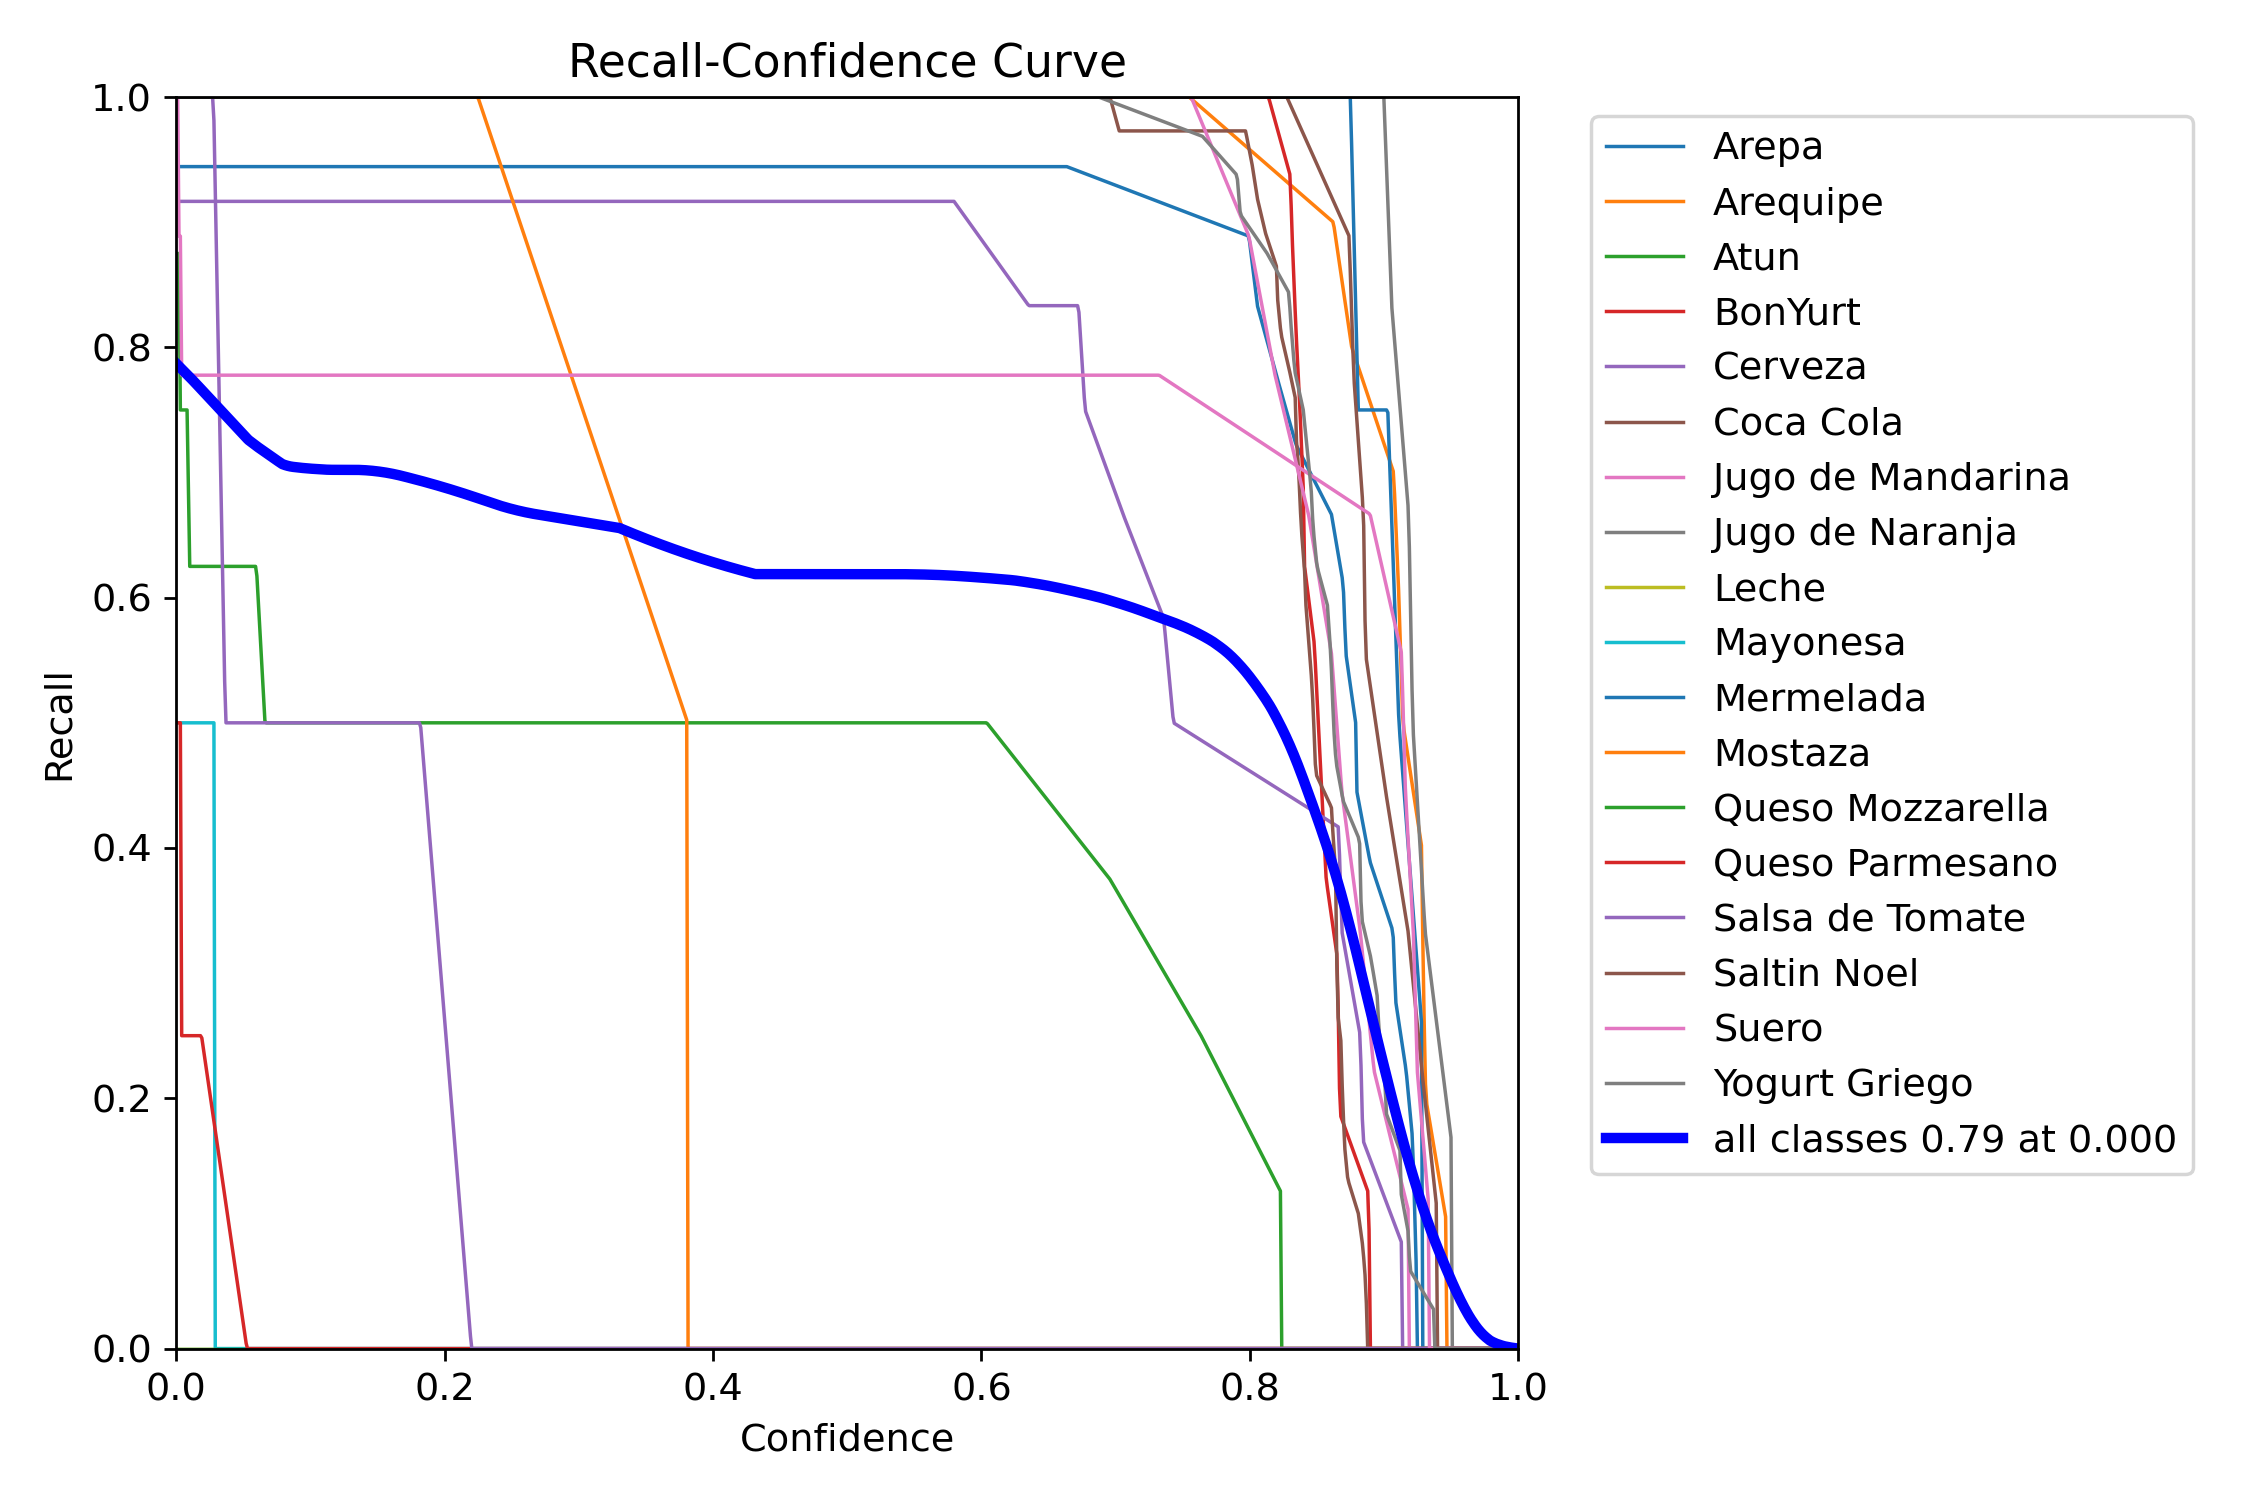 Recall-Confidence Curve
1.0
0.8
0.6
0.4
0.2
0.0
Recall
0.0 0.2 0.4 0.6 0.8 1.0
Confidence
Arepa
Arequipe
Atun
BonYurt
Cerveza
Coca Cola
Jugo de Mandarina
Jugo de Naranja
Leche
Mayonesa
Mermelada
Mostaza
Queso Mozzarella
Queso Parmesano
Salsa de Tomate
Saltin Noel
Suero
Yogurt Griego
all classes 0.79 at 0.000